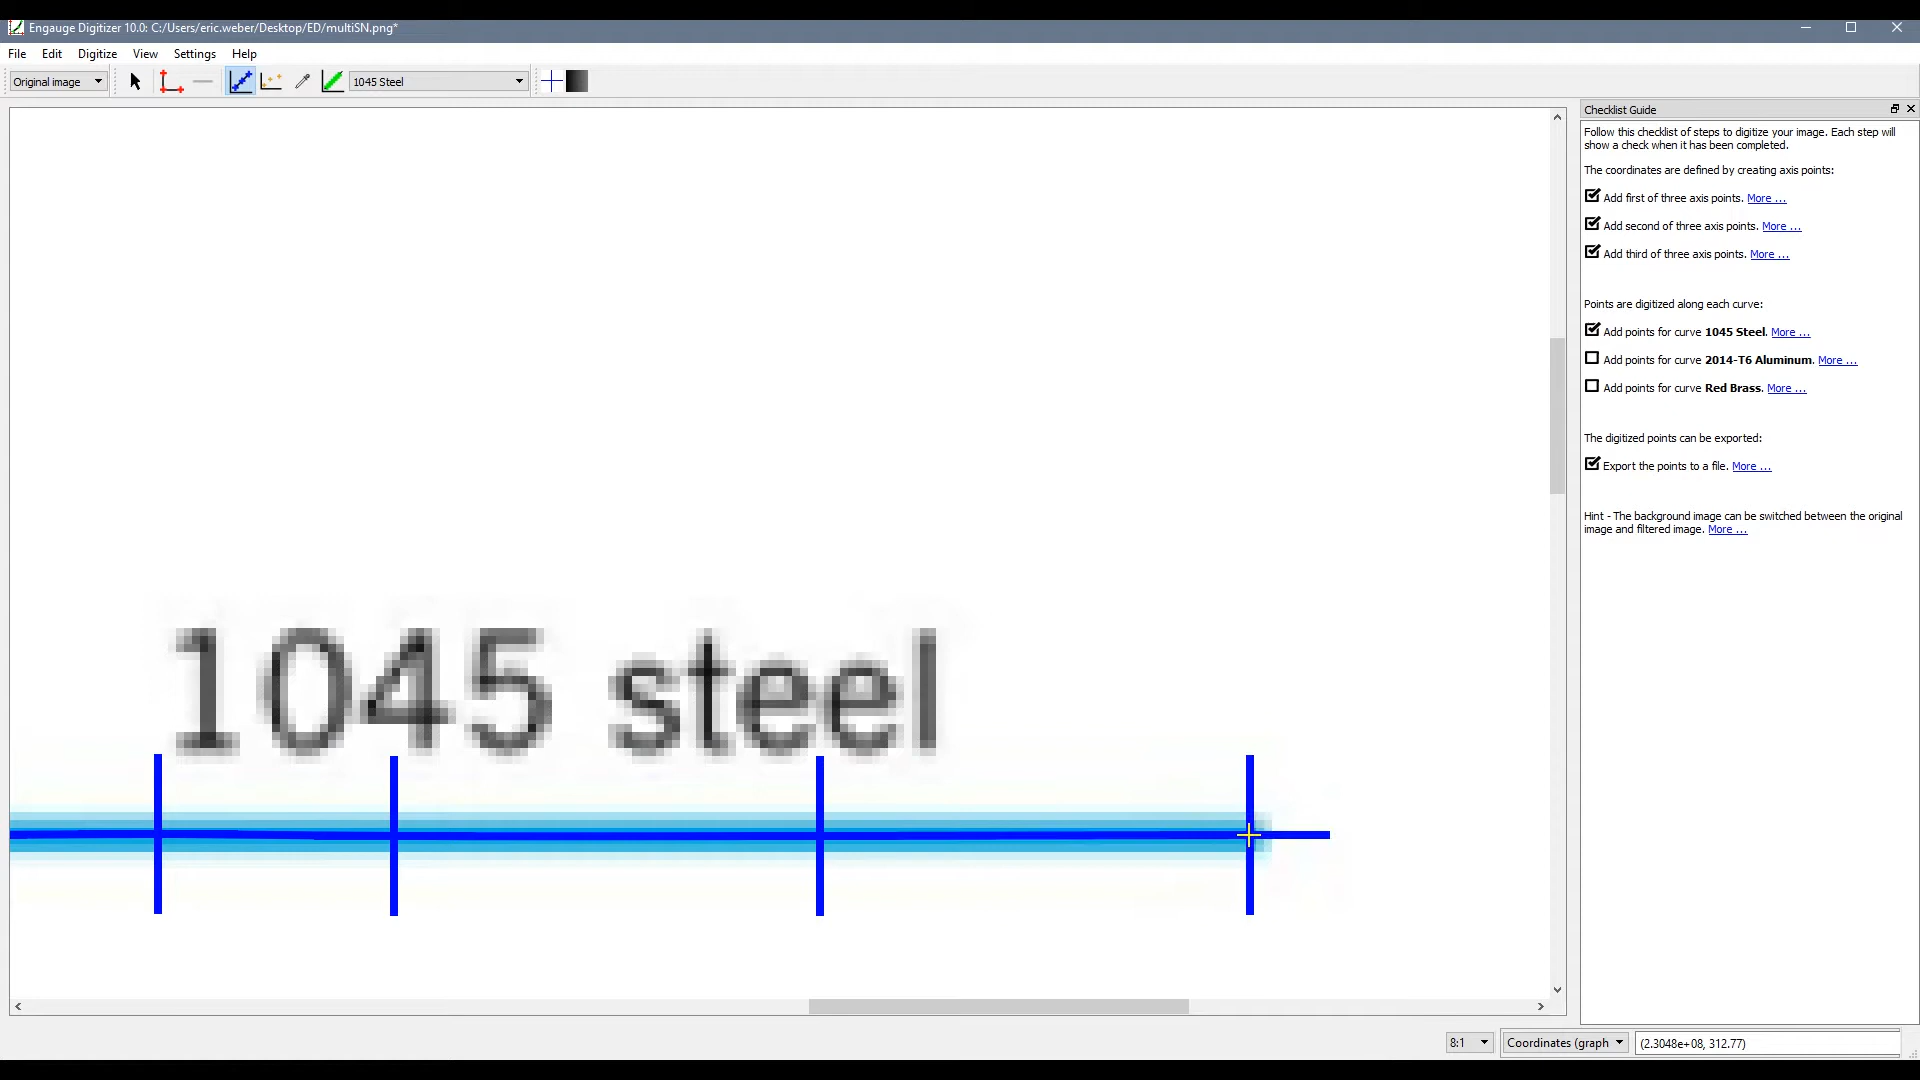 Engauge Digitizer 10.0: C:/Users/eric.weber/Desktop/ED/multiSN.png*
File Edit Digitize View Settings Help
Original image
1045 Steel
Checklist Guide
Follow this checklist of steps to digitize your image. Each step will
show a check when it has been completed.
The coordinates are defined by creating axis points:
Add first of three axis points. More ...
Add second of three axis points. More ...
Add third of three axis points. More ...
Points are digitized along each curve:
Add points for curve 1045 Steel. More ...
Add points for curve 2014-T6 Aluminum. More ...
Add points for curve Red Brass. More ...
The digitized points can be exported:
Export the points to a file. More ...
Hint - The background image can be switched between the original
image and filtered image. More ...
1045 steel
8:1
Coordinates (graph
(2.3048e+08, 312.77)